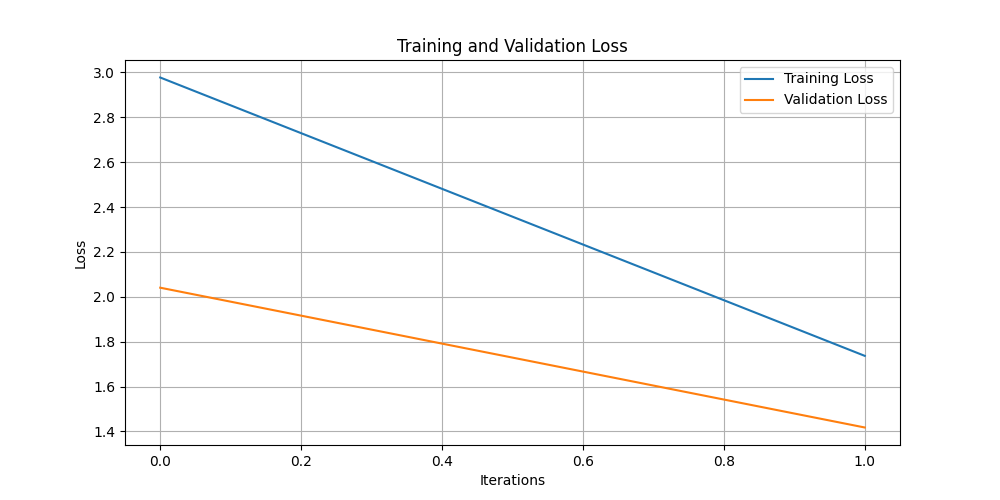 Training and Validation Loss
Training Loss
Validation Loss
3.0
2.8
2.6
2.4
2.2
2.0
1.8
1.6
1.4
Loss
0.0 0.2 0.4 0.6 0.8 1.0
Iterations